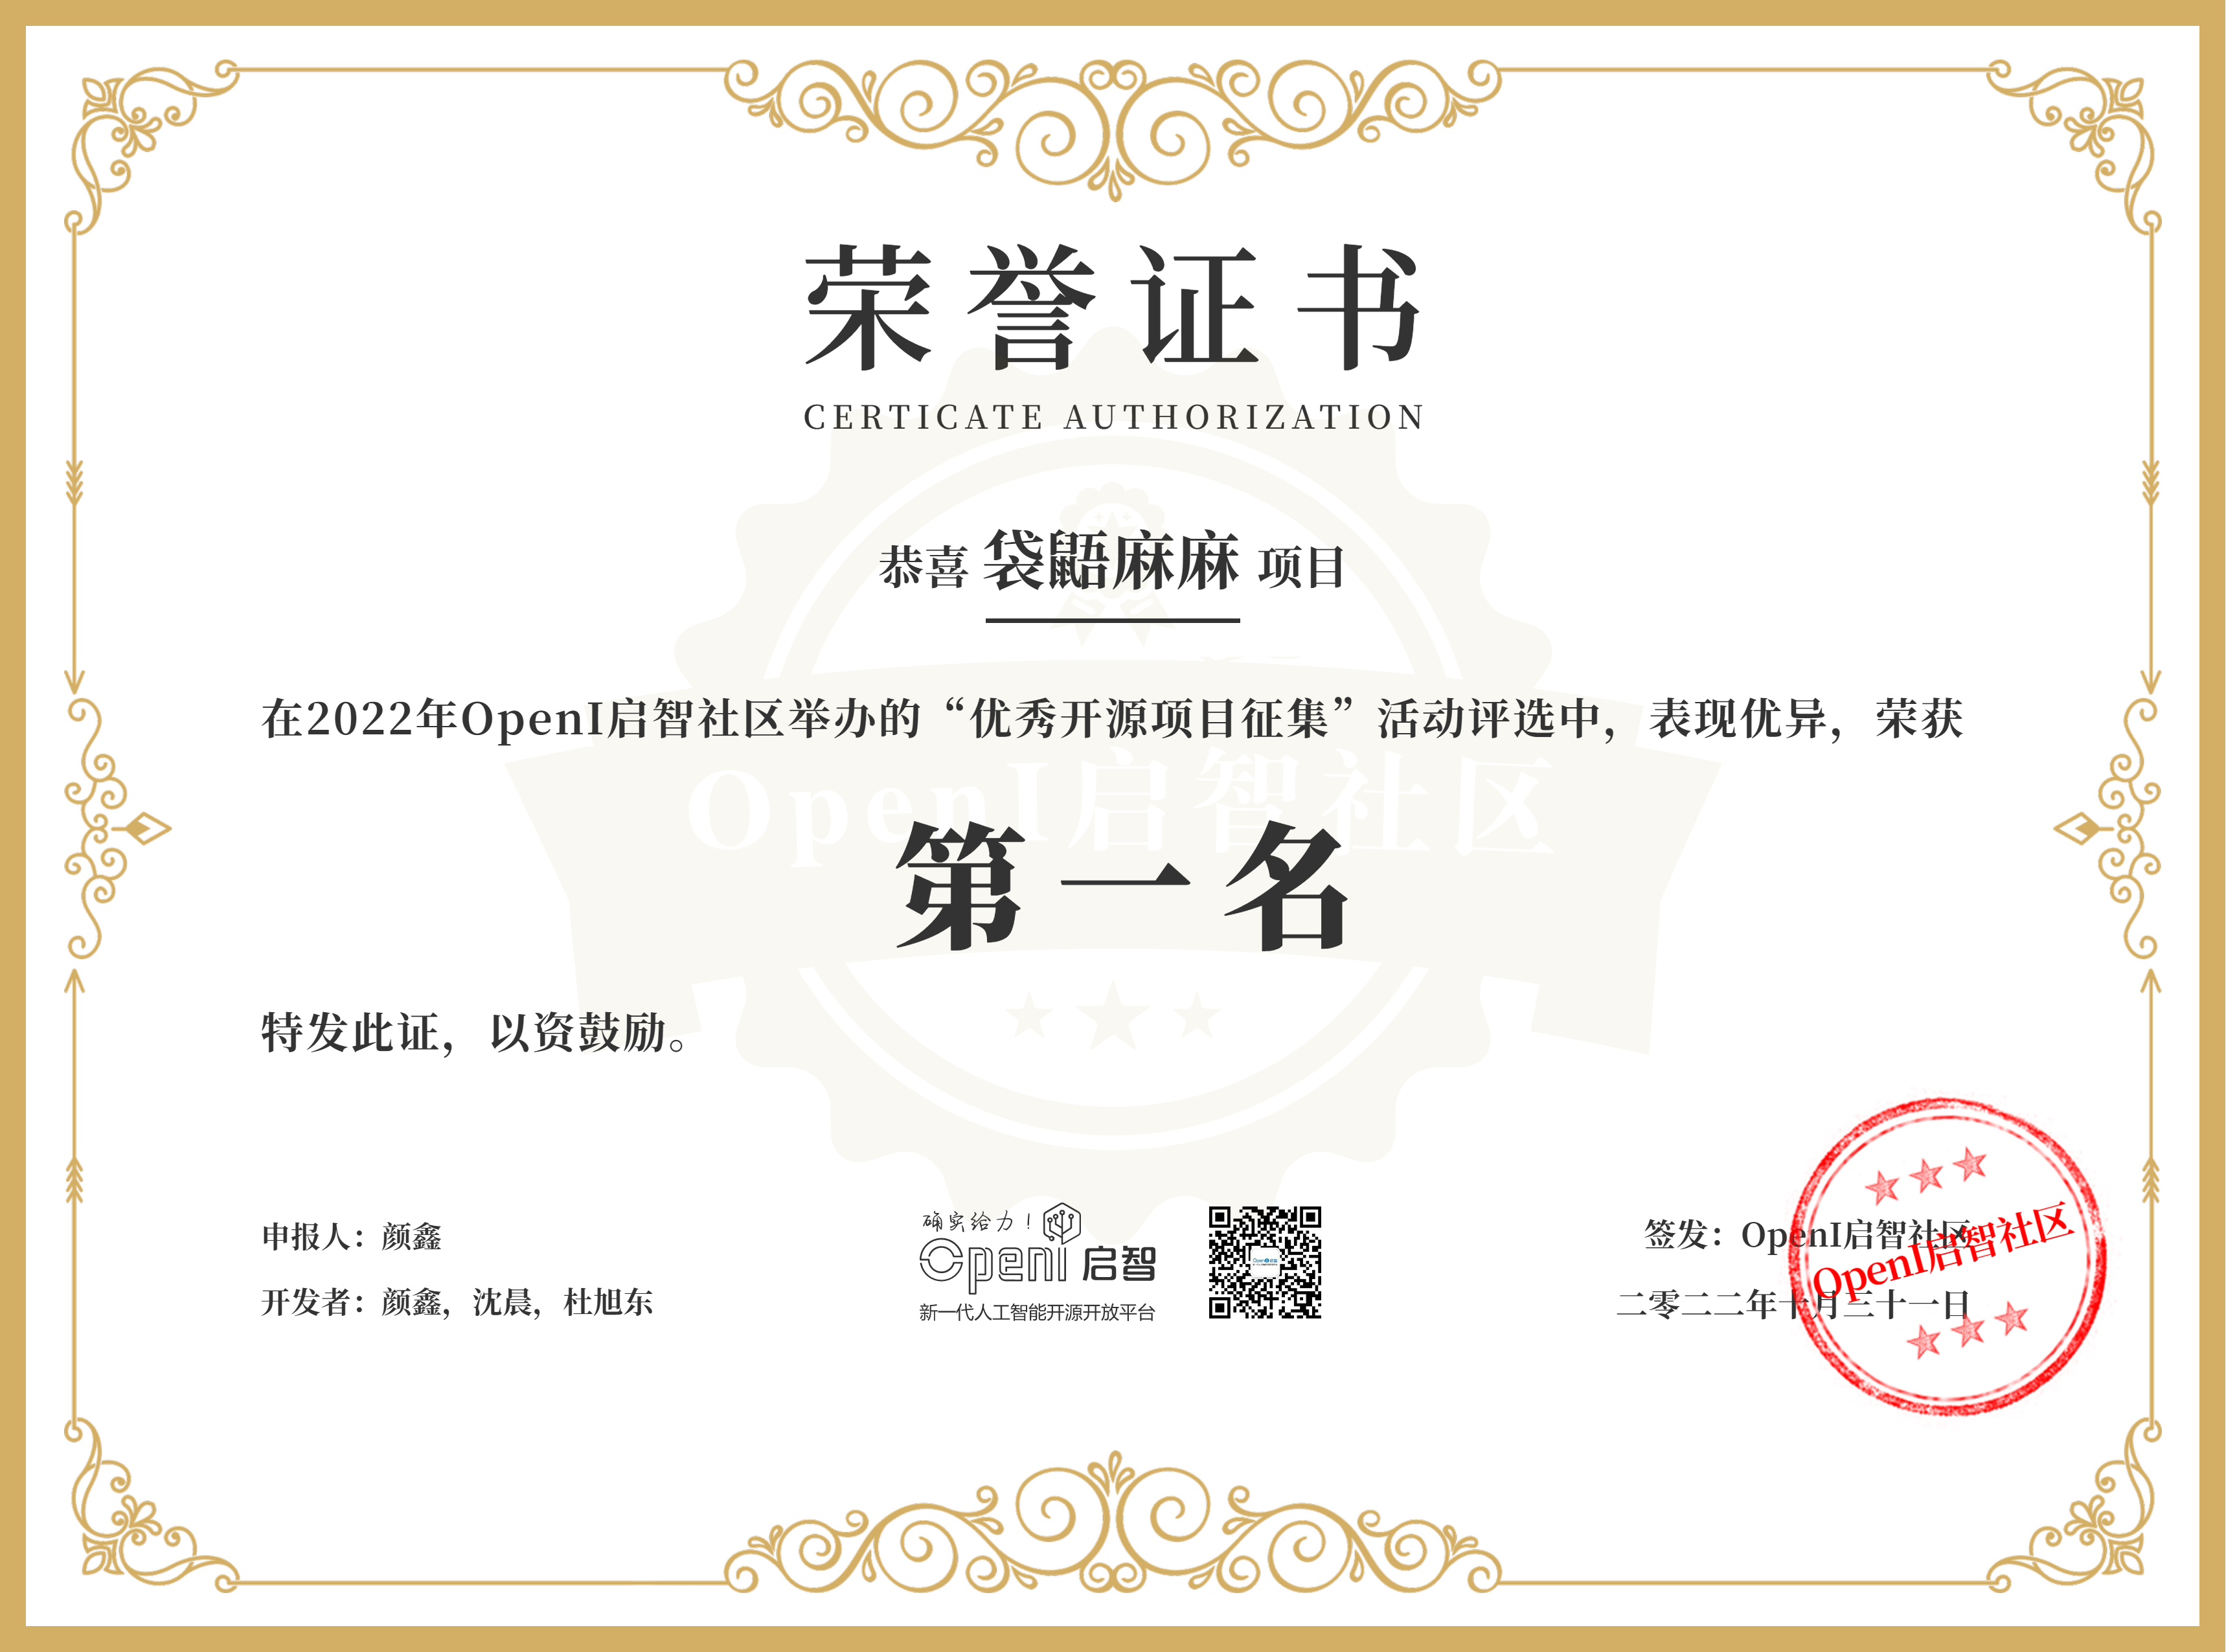 荣誉证书
CERTICATE AUTHORIZATION
恭喜 袋鼯麻麻 项目
在2022年OpenI启智社区举办的“优秀开源项目征集”活动评选中，表现优异，荣获
OpenI启智社区
第一名
特发此证，以资鼓励。
申报人：颜鑫
开发者：颜鑫，沈晨，杜旭东
确实给力！
OpenI 启智
新一代人工智能开源开放平台
签发：OpenI启智社区
OpenI启智社区
二零二二年十月三十一日